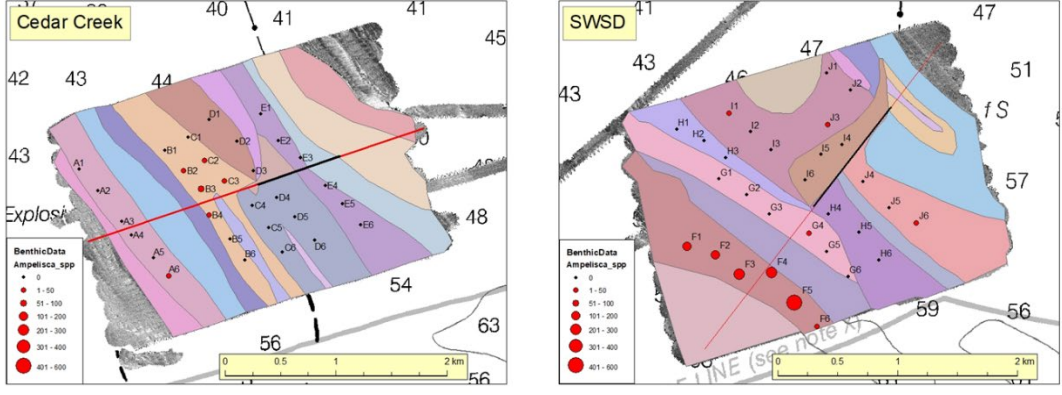 Cedar Creek
40
41
41
45
42
43
44
43
Explosi
48
54
56
63
56
A1
A2
A3
A4
A5
A6
B1
B2
B3
B4
B5
B6
C1
C2
C3
C4
C5
C6
D1
D2
D3
D4
D5
D6
E1
E2
E3
E4
E5
E6
BenthicData
Ampelisca_spp
0
1 - 50
51 - 100
101 - 200
201 - 300
301 - 400
401 - 600
0 0.5 1 2 km
SWSD
41
47
43
47
46
51
43
f S
57
59
56
56
E LINE (see note x)
J1
J2
J3
J4
J5
J6
I1
I2
I3
I4
I5
I6
H1
H2
H3
H4
H5
H6
G1
G2
G3
G4
G5
G6
F1
F2
F3
F4
F5
F6
BenthicData
Ampelisca_spp
0
1 - 50
51 - 100
101 - 200
201 - 300
301 - 400
401 - 600
0 0.5 1 2 km